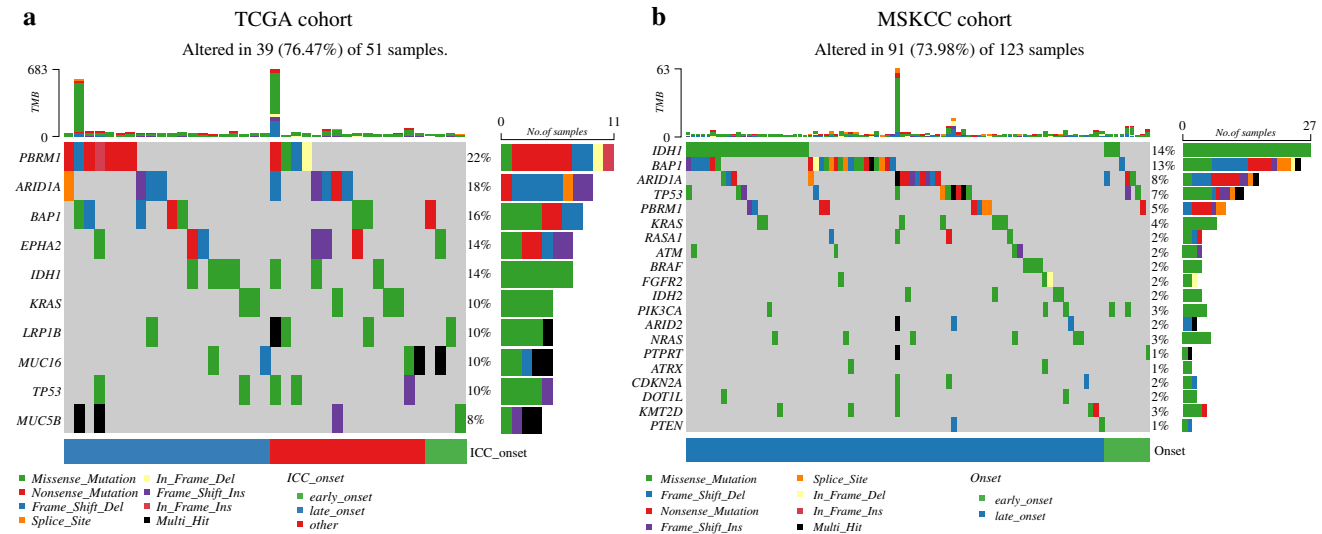 a
TCGA cohort
Altered in 39 (76.47%) of 51 samples.
683
TMB
0
0
11
No.of samples
PBRM1
22%
ARID1A
18%
BAP1
16%
EPHA2
14%
IDH1
14%
KRAS
10%
LRP1B
10%
MUC16
10%
TP53
10%
MUC5B
8%
ICC_onset
Missense_Mutation
In_Frame_Del
Nonsense_Mutation
Frame_Shift_Ins
Frame_Shift_Del
In_Frame_Ins
Splice_Site
Multi_Hit
ICC_onset
early_onset
late_onset
other
b
MSKCC cohort
Altered in 91 (73.98%) of 123 samples
63
TMB
0
0
27
No.of samples
IDH1
14%
BAP1
13%
ARID1A
8%
TP53
7%
PBRM1
5%
KRAS
4%
RASA1
2%
ATM
2%
BRAF
2%
FGFR2
2%
IDH2
2%
PIK3CA
3%
ARID2
2%
NRAS
3%
PTPRT
1%
ATRX
1%
CDKN2A
2%
DOT1L
2%
KMT2D
3%
PTEN
1%
Onset
Missense_Mutation
Splice_Site
Frame_Shift_Del
In_Frame_Del
Nonsense_Mutation
In_Frame_Ins
Frame_Shift_Ins
Multi_Hit
Onset
early_onset
late_onset